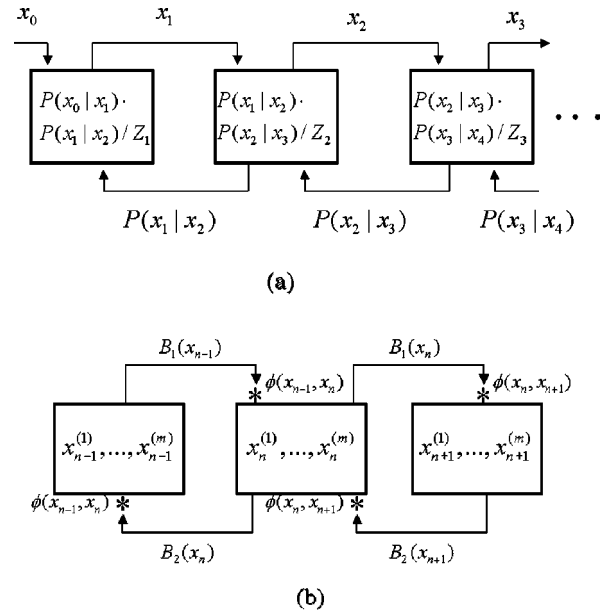 x₀ x₁ x₂ x₃
P(x₀ | x₁) · P(x₁ | x₂) · P(x₂ | x₃) ·
P(x₁ | x₂) / Z₁ P(x₂ | x₃) / Z₂ P(x₃ | x₄) / Z₃ . . .
P(x₁ | x₂) P(x₂ | x₃) P(x₃ | x₄)
(a)
B₁(xₙ₋₁) B₁(xₙ)
* ϕ(xₙ₋₁, xₙ) * ϕ(xₙ, xₙ₊₁)
xₙ₋₁⁽¹⁾,..., xₙ₋₁⁽ᵐ⁾ xₙ⁽¹⁾,..., xₙ⁽ᵐ⁾ xₙ₊₁⁽¹⁾,..., xₙ₊₁⁽ᵐ⁾
ϕ(xₙ₋₁, xₙ) * ϕ(xₙ, xₙ₊₁) *
B₂(xₙ) B₂(xₙ₊₁)
(b)